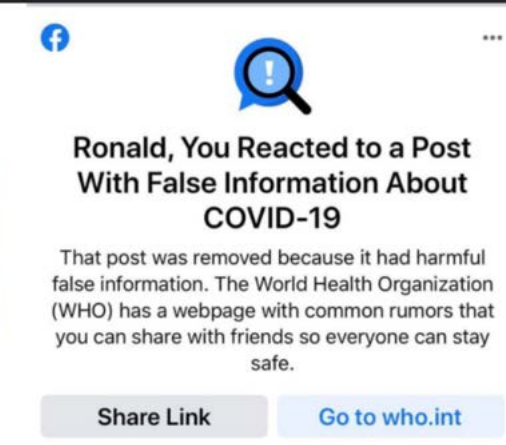 Ronald, You Reacted to a Post
With False Information About
COVID-19
That post was removed because it had harmful
false information. The World Health Organization
(WHO) has a webpage with common rumors that
you can share with friends so everyone can stay
safe.
Share Link
Go to who.int